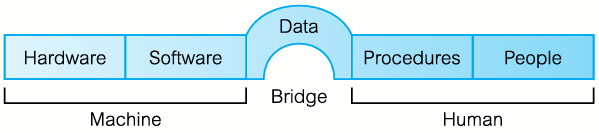 Data
Hardware Software Procedures People
Bridge
Machine Human